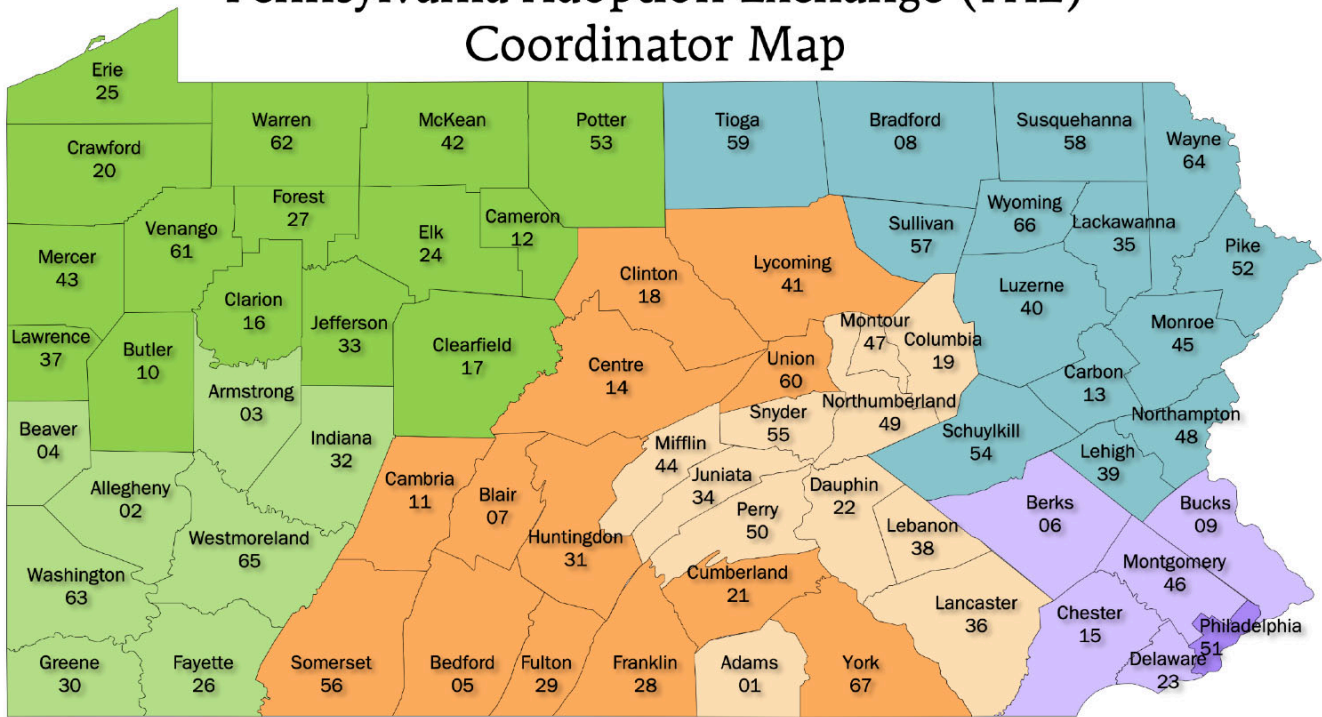 Pennsylvania Adoption Exchange (PAE)
Coordinator Map
Erie
25
Crawford
20
Warren
62
McKean
42
Potter
53
Tioga
59
Bradford
08
Susquehanna
58
Wayne
64
Mercer
43
Venango
61
Forest
27
Elk
24
Cameron
12
Clinton
18
Lycoming
41
Sullivan
57
Wyoming
66
Lackawanna
35
Pike
52
Lawrence
37
Butler
10
Clarion
16
Jefferson
33
Clearfield
17
Centre
14
Union
60
Montour
47
Columbia
19
Luzerne
40
Monroe
45
Carbon
13
Beaver
04
Armstrong
03
Indiana
32
Snyder
55
Northumberland
49
Schuylkill
54
Lehigh
39
Northampton
48
Allegheny
02
Westmoreland
65
Cambria
11
Blair
07
Huntingdon
31
Mifflin
44
Juniata
34
Perry
50
Dauphin
22
Lebanon
38
Berks
06
Bucks
09
Washington
63
Cumberland
21
Lancaster
36
Chester
15
Montgomery
46
Philadelphia
51
Greene
30
Fayette
26
Somerset
56
Bedford
05
Fulton
29
Franklin
28
Adams
01
York
67
Delaware
23